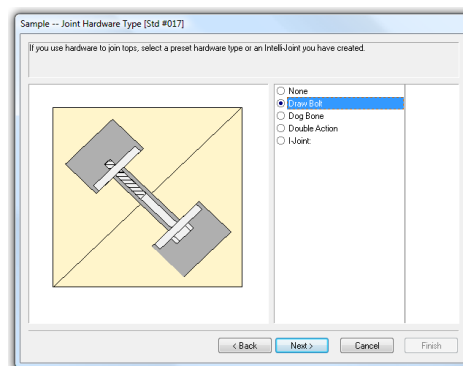 Sample -- Joint Hardware Type [Std #017]
If you use hardware to join tops, select a preset hardware type or an Intelli-Joint you have created.
None
Draw Bolt
Dog Bone
Double Action
I-Joint:
< Back
Next >
Cancel
Finish